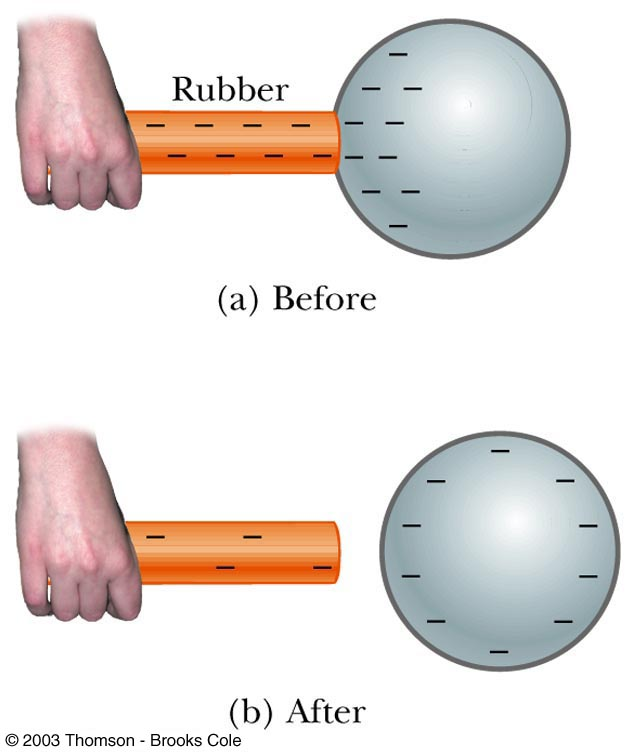 Rubber
(a) Before
(b) After
© 2003 Thomson - Brooks Cole